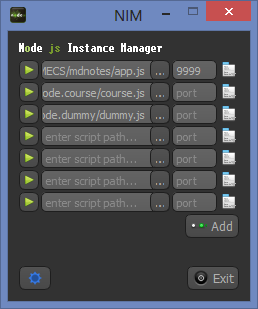 NIM
Node js Instance Manager
MECS/mdnotes/app.js ... 9999
ode.course/course.js ... port
ode.dummy/dummy.js ... port
enter script path... ... port
enter script path... ... port
enter script path... ... port
enter script path... ... port
Add
Exit